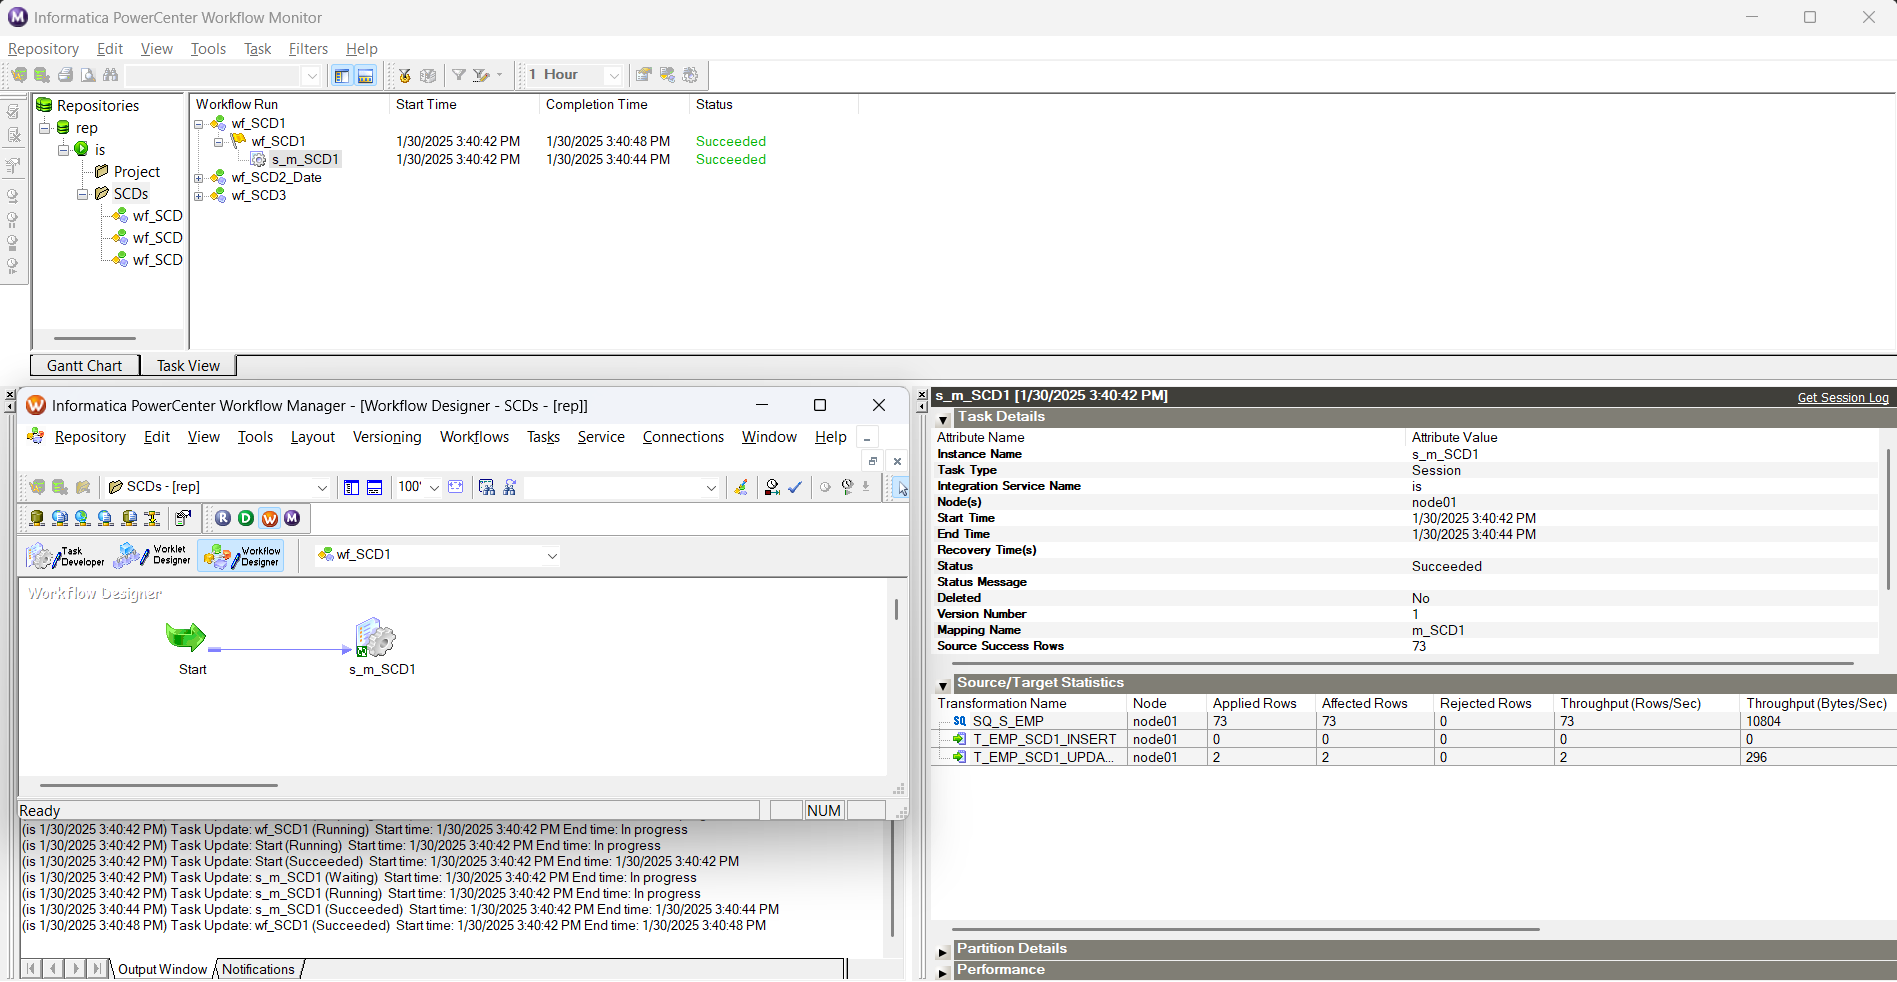 Informatica PowerCenter Workflow Monitor
Repository Edit View Tools Task Filters Help
1 Hour
Repositories
rep
is
Project
SCDs
wf_SCD
wf_SCD
wf_SCD
Workflow Run Start Time Completion Time Status
wf_SCD1
wf_SCD1 1/30/2025 3:40:42 PM 1/30/2025 3:40:48 PM Succeeded
s_m_SCD1 1/30/2025 3:40:42 PM 1/30/2025 3:40:44 PM Succeeded
wf_SCD2_Date
wf_SCD3
Gantt Chart Task View
Informatica PowerCenter Workflow Manager - [Workflow Designer - SCDs - [rep]]
Repository Edit View Tools Layout Versioning Workflows Tasks Service Connections Window Help
SCDs - [rep]
100'
R D W M
Task Developer
Worklet Designer
Workflow Designer
wf_SCD1
Workflow Designer
Start
s_m_SCD1
Ready
NUM
(is 1/30/2025 3:40:42 PM) Task Update: wf_SCD1 (Running) Start time: 1/30/2025 3:40:42 PM End time: In progress
(is 1/30/2025 3:40:42 PM) Task Update: Start (Running) Start time: 1/30/2025 3:40:42 PM End time: In progress
(is 1/30/2025 3:40:42 PM) Task Update: Start (Succeeded) Start time: 1/30/2025 3:40:42 PM End time: 1/30/2025 3:40:42 PM
(is 1/30/2025 3:40:42 PM) Task Update: s_m_SCD1 (Waiting) Start time: 1/30/2025 3:40:42 PM End time: In progress
(is 1/30/2025 3:40:42 PM) Task Update: s_m_SCD1 (Running) Start time: 1/30/2025 3:40:42 PM End time: In progress
(is 1/30/2025 3:40:44 PM) Task Update: s_m_SCD1 (Succeeded) Start time: 1/30/2025 3:40:42 PM End time: 1/30/2025 3:40:44 PM
(is 1/30/2025 3:40:48 PM) Task Update: wf_SCD1 (Succeeded) Start time: 1/30/2025 3:40:42 PM End time: 1/30/2025 3:40:48 PM
Output Window Notifications
s_m_SCD1 [1/30/2025 3:40:42 PM]
Get Session Log
Task Details
Attribute Name Attribute Value
Instance Name s_m_SCD1
Task Type Session
Integration Service Name is
Node(s) node01
Start Time 1/30/2025 3:40:42 PM
End Time 1/30/2025 3:40:44 PM
Recovery Time(s)
Status Succeeded
Status Message
Deleted No
Version Number 1
Mapping Name m_SCD1
Source Success Rows 73
Source/Target Statistics
Transformation Name Node Applied Rows Affected Rows Rejected Rows Throughput (Rows/Sec) Throughput (Bytes/Sec)
SQ SQ_S_EMP node01 73 73 0 73 10804
T_EMP_SCD1_INSERT node01 0 0 0 0 0
T_EMP_SCD1_UPDA... node01 2 2 0 2 296
Partition Details
Performance